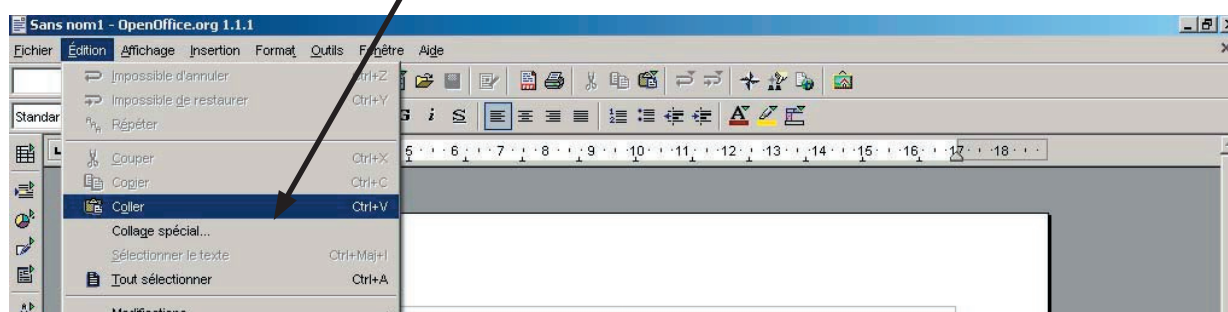 Sans nom1 - OpenOffice.org 1.1.1
Fichier Édition Affichage Insertion Format Outils Fenêtre Aide
Impossible d'annuler Ctrl+Z
Impossible de restaurer Ctrl+Y
Standar
Répéter
G i S
Couper Ctrl+X
5 6 7 8 9 10 11 12 13 14 15 16 17 18
Copier Ctrl+C
Coller Ctrl+V
Collage spécial...
Sélectionner le texte Ctrl+Maj+I
Tout sélectionner Ctrl+A
Modifications